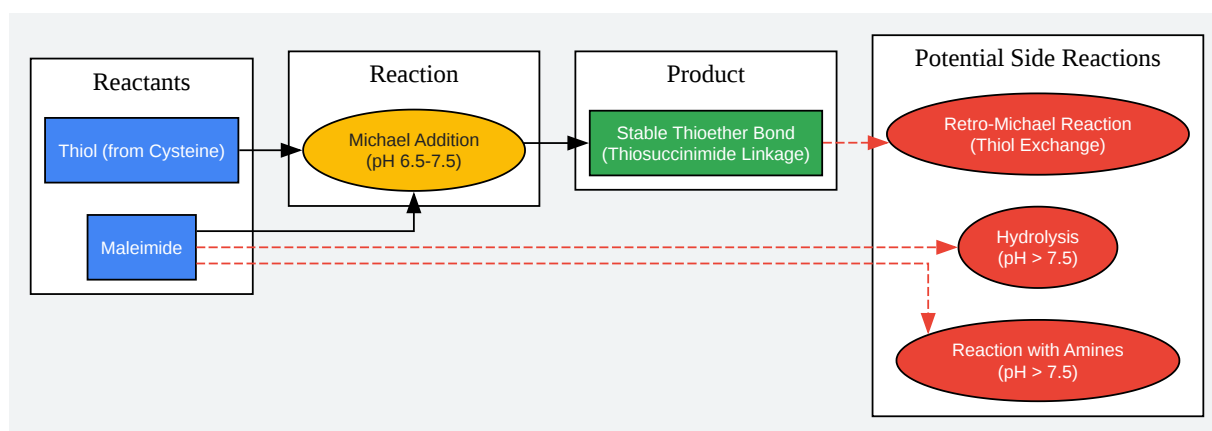 Reactants
Thiol (from Cysteine)
Maleimide
Reaction
Michael Addition
(pH 6.5-7.5)
Product
Stable Thioether Bond
(Thiosuccinimide Linkage)
Potential Side Reactions
Retro-Michael Reaction
(Thiol Exchange)
Hydrolysis
(pH > 7.5)
Reaction with Amines
(pH > 7.5)